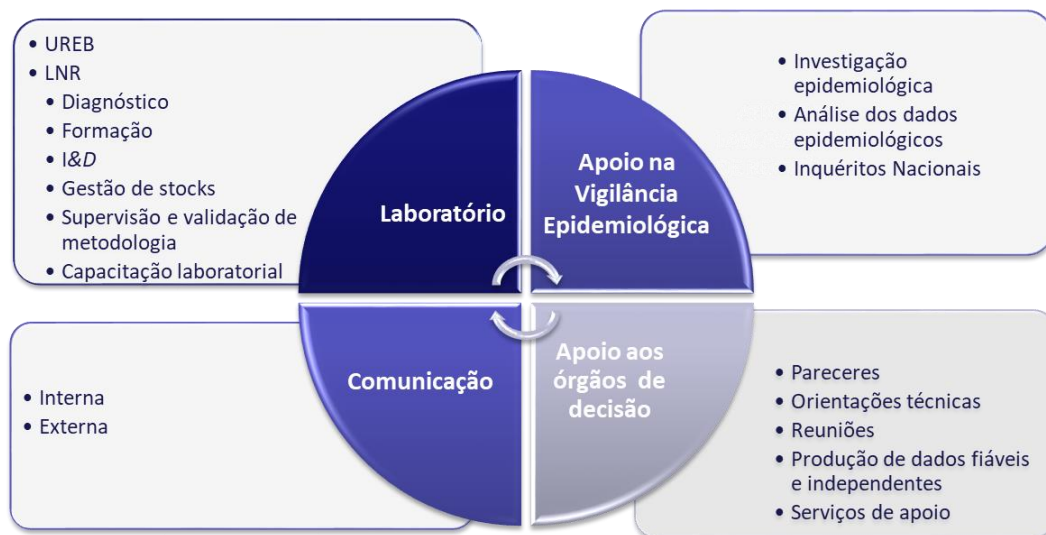 • UREB
• LNR
• Diagnóstico
• Formação
• I&D
• Gestão de stocks
• Supervisão e validação de
metodologia
• Capacitação laboratorial
Laboratório
Apoio na
Vigilância
Epidemiológica
• Investigação
epidemiológica
• Análise dos dados
epidemiológicos
• Inquéritos Nacionais
• Interna
• Externa
Comunicação
Apoio aos
órgãos de
decisão
• Pareceres
• Orientações técnicas
• Reuniões
• Produção de dados fiáveis
e independentes
• Serviços de apoio